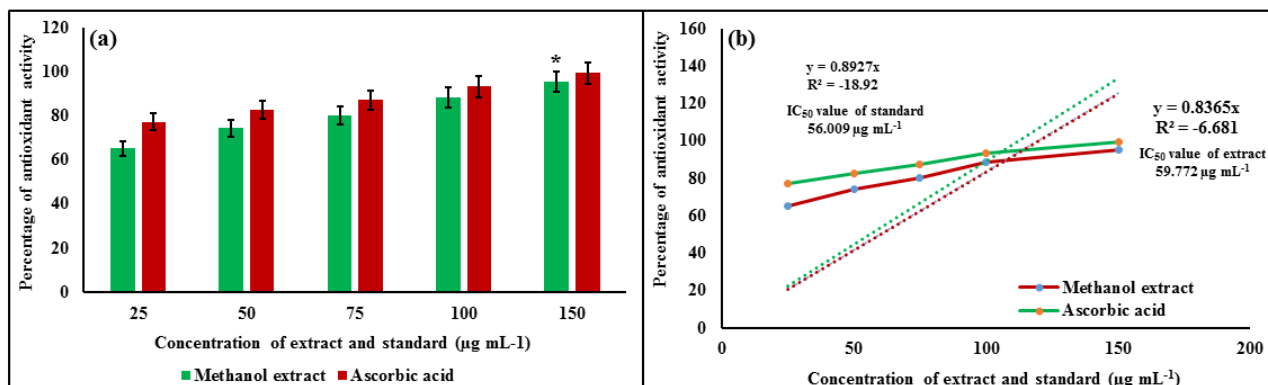 (a)
Percentage of antioxidant activity
120
100
80
60
40
20
0
*
25 50 75 100 150
Concentration of extract and standard (µg mL-1)
Methanol extract Ascorbic acid
(b)
Percentage of antioxidant activity
160
140
120
100
80
60
40
20
0
y = 0.8927x
R² = -18.92
IC₅₀ value of standard
56.009 µg mL⁻¹
y = 0.8365x
R² = -6.681
IC₅₀ value of extract
59.772 µg mL⁻¹
Methanol extract
Ascorbic acid
0 50 100 150 200
Concentration of extract and standard (µg mL⁻¹)